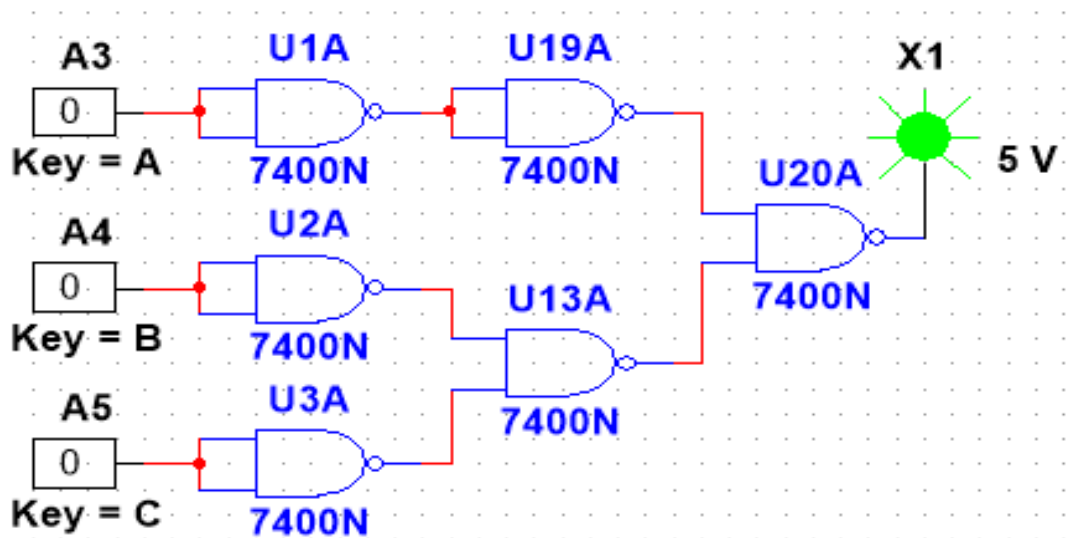 A3
0
Key = A
U1A
7400N
U19A
7400N
X1
5 V
A4
0
Key = B
U2A
7400N
U13A
7400N
U20A
7400N
A5
0
Key = C
U3A
7400N